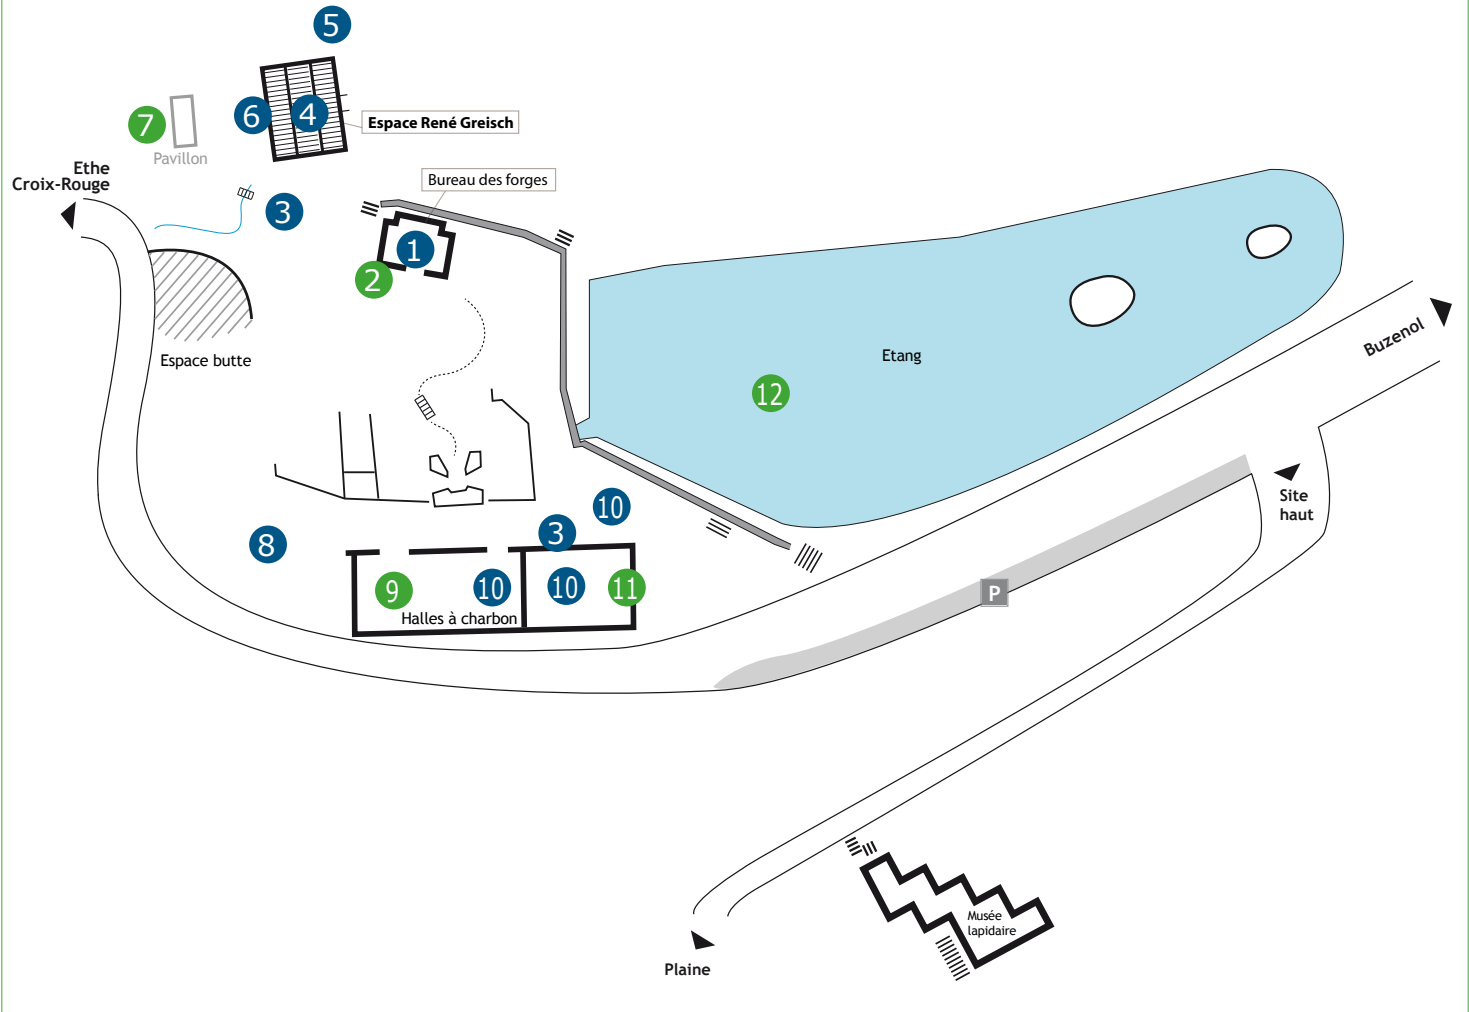 5
6
4
7
Espace René Greisch
Pavillon
Ethe
Croix-Rouge
Bureau des forges
3
1
2
Espace butte
Etang
12
Buzenol
Site
haut
10
3
8
9
10
10
11
Halles à charbon
P
Musée
lapidaire
Plaine